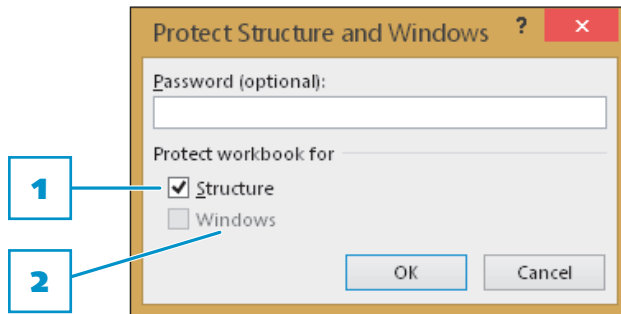 Protect Structure and Windows ?
Password (optional):
Protect workbook for
1
Structure
Windows
2
OK Cancel